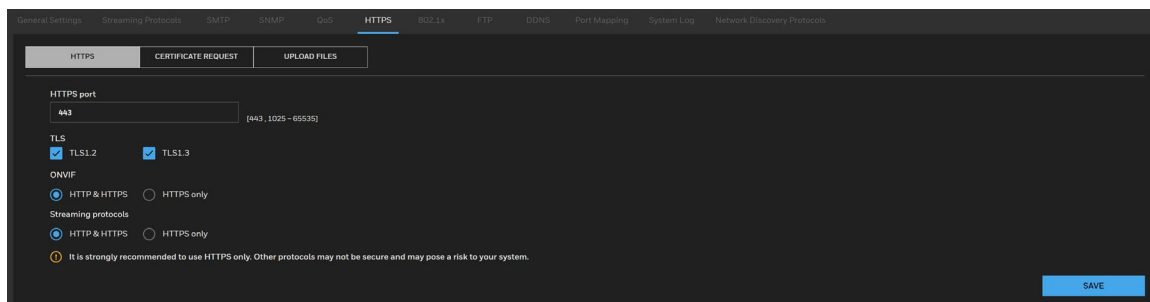 General Settings Streaming Protocols SMTP SNMP QoS HTTPS 802.1x FTP DDNS Port Mapping System Log Network Discovery Protocols
HTTPS CERTIFICATE REQUEST UPLOAD FILES
HTTPS port
443 [443 , 1025 – 65535]
TLS
TLS1.2 TLS1.3
ONVIF
HTTP & HTTPS HTTPS only
Streaming protocols
HTTP & HTTPS HTTPS only
It is strongly recommended to use HTTPS only. Other protocols may not be secure and may pose a risk to your system.
SAVE